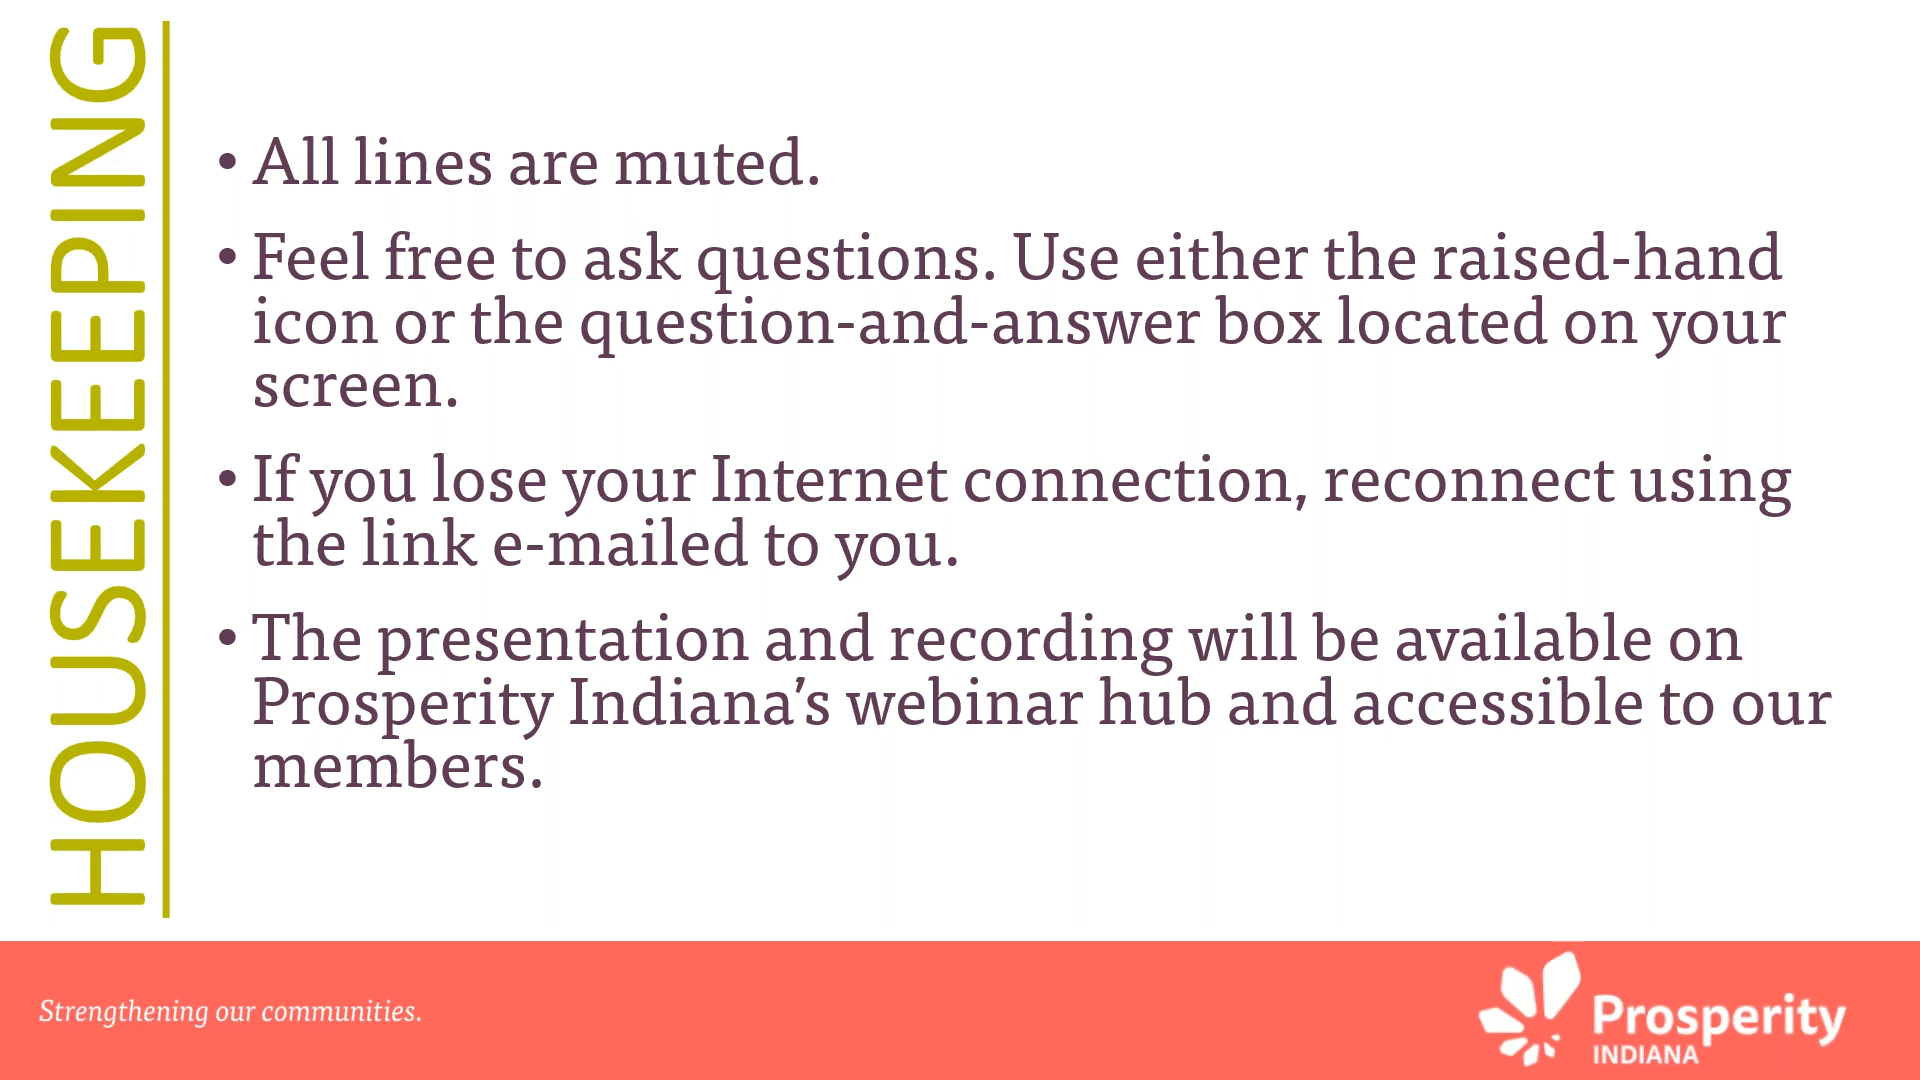 HOUSEKEEPING
• All lines are muted.
• Feel free to ask questions. Use either the raised-hand
icon or the question-and-answer box located on your
screen.
• If you lose your Internet connection, reconnect using
the link e-mailed to you.
• The presentation and recording will be available on
Prosperity Indiana’s webinar hub and accessible to our
members.
Strengthening our communities.
Prosperity
INDIANA